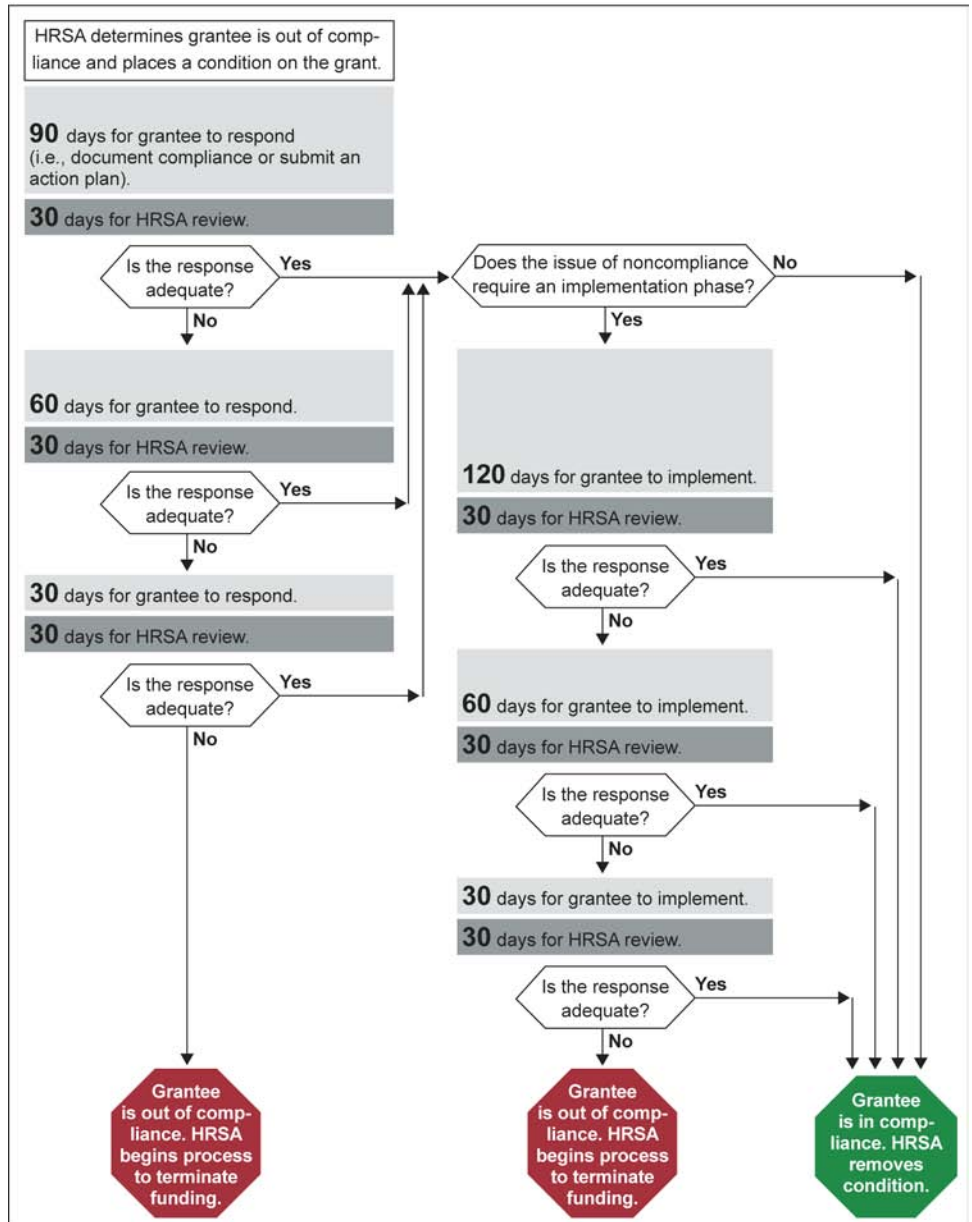 HRSA determines grantee is out of com-
pliance and places a condition on the grant.
90 days for grantee to respond
(i.e., document compliance or submit an
action plan).
30 days for HRSA review.
Is the response
adequate?
Yes
No
60 days for grantee to respond.
30 days for HRSA review.
Is the response
adequate?
Yes
No
30 days for grantee to respond.
30 days for HRSA review.
Is the response
adequate?
Yes
No
Grantee
is out of comp-
liance. HRSA
begins process
to terminate
funding.
Does the issue of noncompliance
require an implementation phase?
No
Yes
120 days for grantee to implement.
30 days for HRSA review.
Is the response
adequate?
Yes
No
60 days for grantee to implement.
30 days for HRSA review.
Is the response
adequate?
Yes
No
30 days for grantee to implement.
30 days for HRSA review.
Is the response
adequate?
Yes
No
Grantee
is out of comp-
liance. HRSA
begins process
to terminate
funding.
Grantee
is in comp-
liance. HRSA
removes
condition.